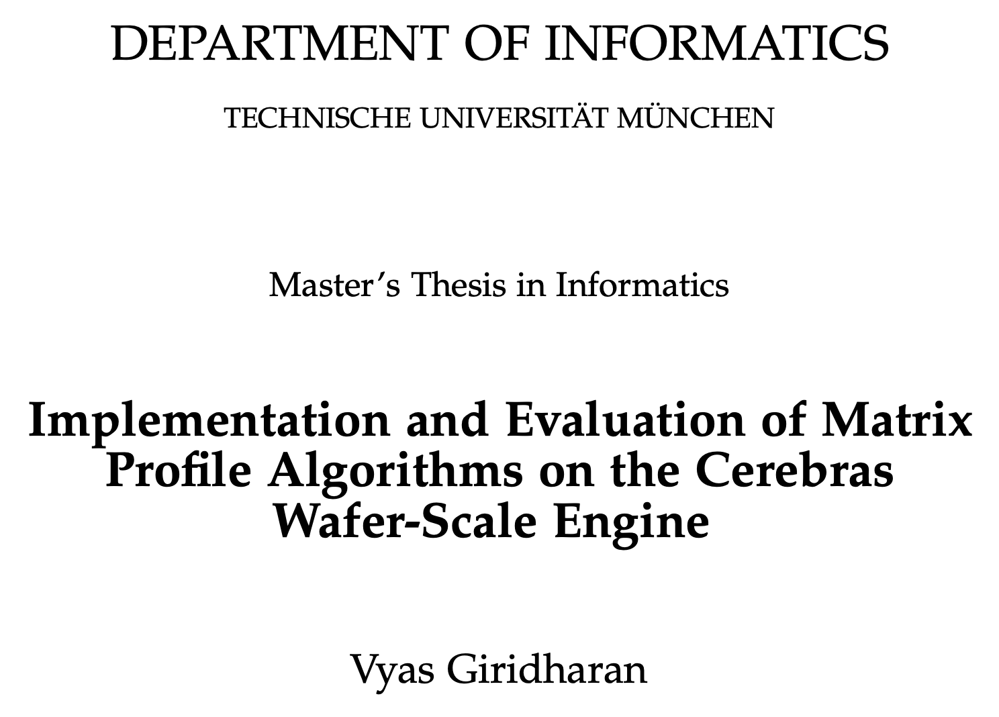 DEPARTMENT OF INFORMATICS
TECHNISCHE UNIVERSITÄT MÜNCHEN
Master's Thesis in Informatics
Implementation and Evaluation of Matrix
Profile Algorithms on the Cerebras
Wafer-Scale Engine
Vyas Giridharan